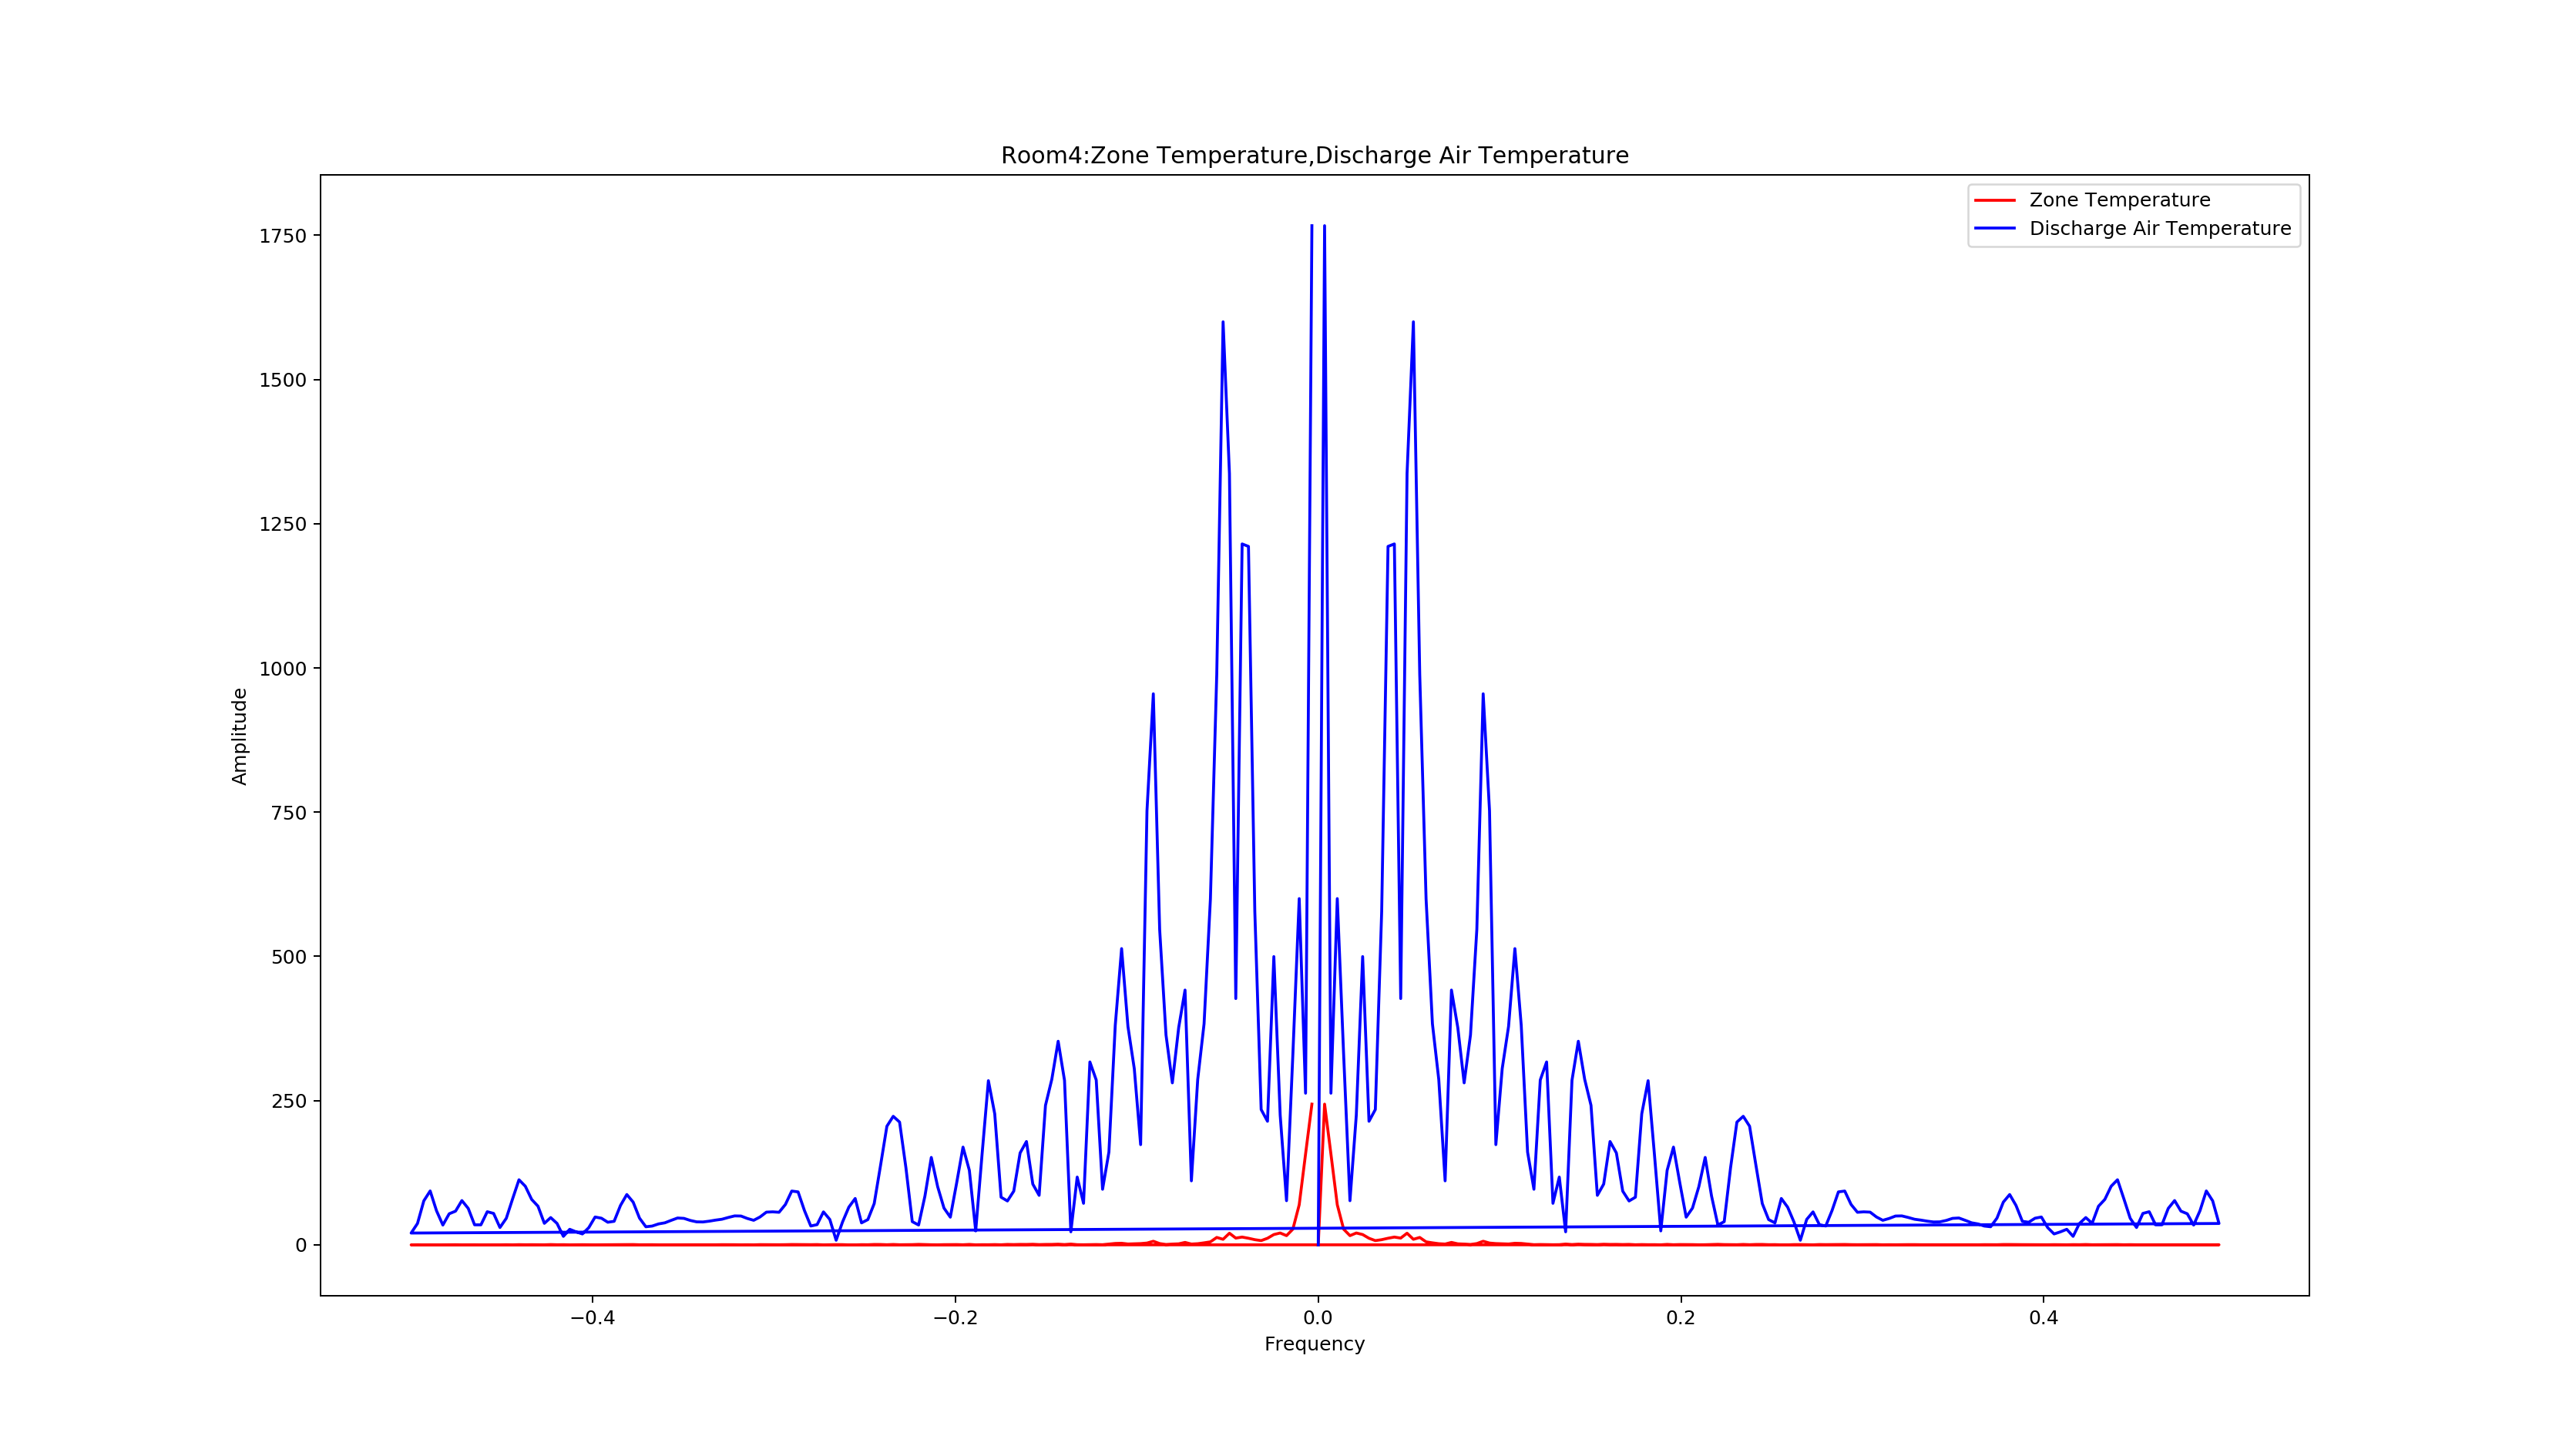 Room4:Zone Temperature,Discharge Air Temperature
Zone Temperature
Discharge Air Temperature
1750
1500
1250
1000
750
500
250
0
Amplitude
−0.4
−0.2
0.0
0.2
0.4
Frequency